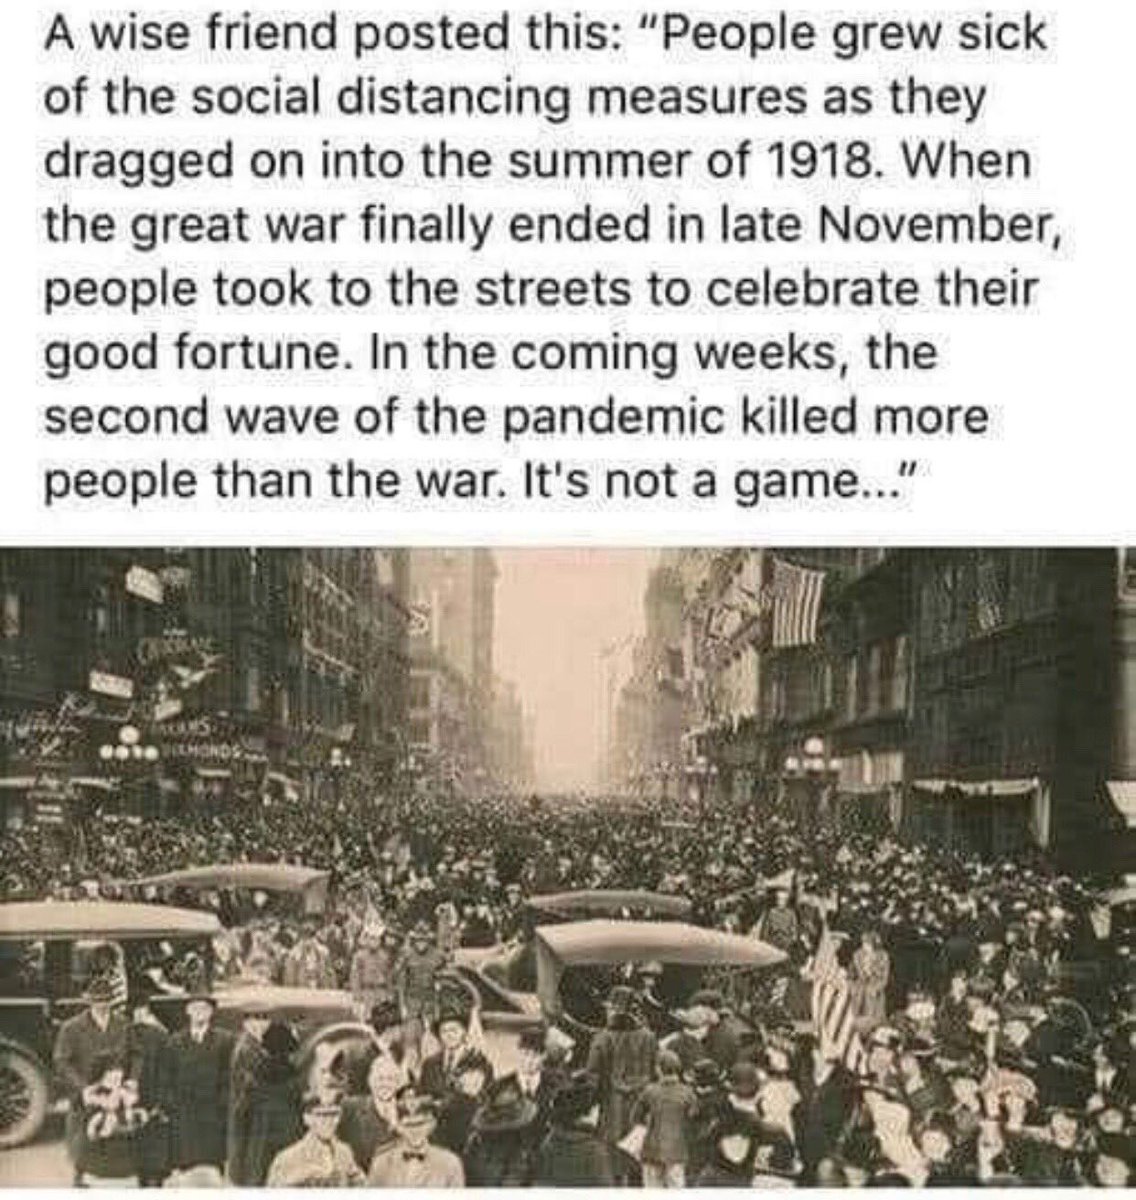 A wise friend posted this: "People grew sick
of the social distancing measures as they
dragged on into the summer of 1918. When
the great war finally ended in late November,
people took to the streets to celebrate their
good fortune. In the coming weeks, the
second wave of the pandemic killed more
people than the war. It's not a game..."